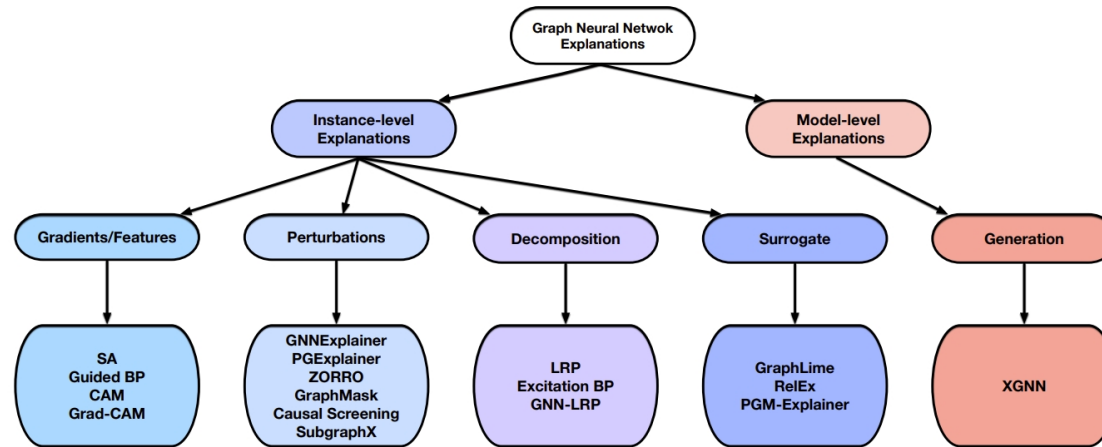 Graph Neural Netwok
Explanations
Instance-level
Explanations
Model-level
Explanations
Gradients/Features
Perturbations
Decomposition
Surrogate
Generation
SA
Guided BP
CAM
Grad-CAM
GNNExplainer
PGExplainer
ZORRO
GraphMask
Causal Screening
SubgraphX
LRP
Excitation BP
GNN-LRP
GraphLime
RelEx
PGM-Explainer
XGNN